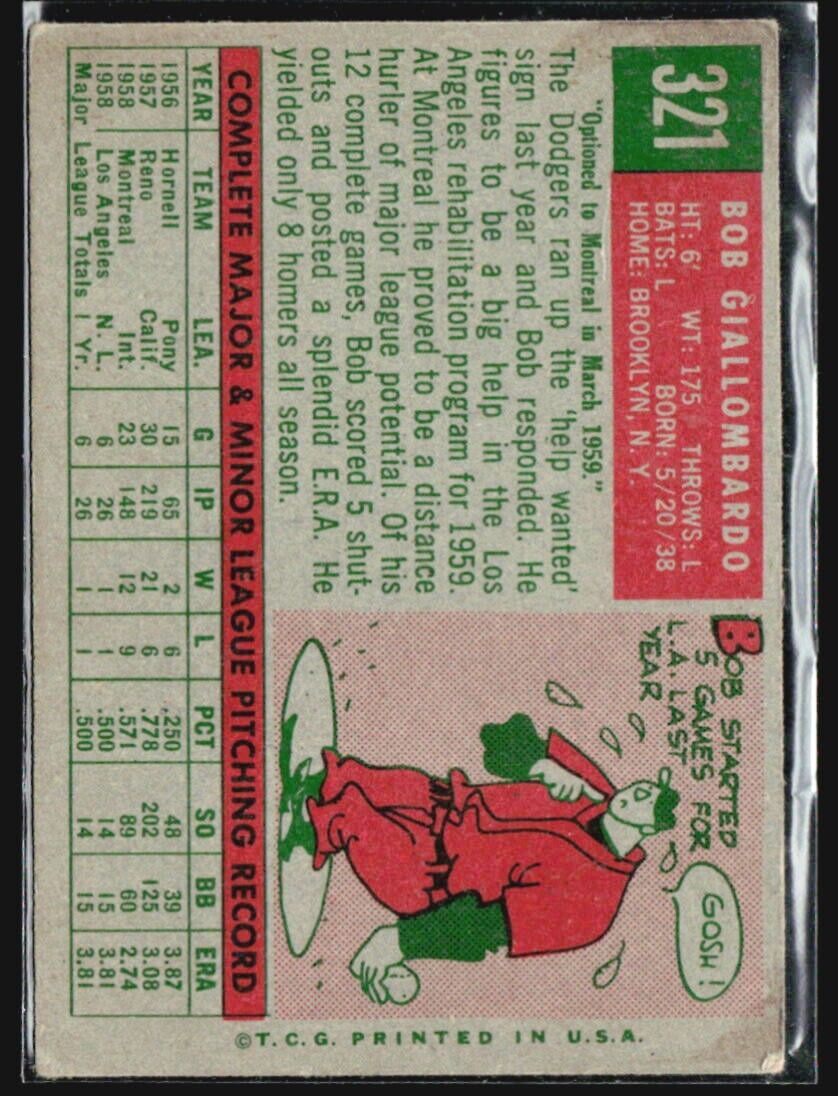 321
BOB GIALLOMBARDO
HT: 6' WT: 175 THROWS: L
BATS: L BORN: 5/20/38
HOME: BROOKLYN, N. Y.
"Optioned to Montreal in March 1959."
The Dodgers ran up the 'help wanted'
sign last year and Bob responded. He
figures to be a big help in the Los
Angeles rehabilitation program for 1959.
At Montreal he proved to be a distance
hurler of major league potential. Of his
12 complete games, Bob scored 5 shut-
outs and posted a splendid E.R.A. He
yielded only 8 homers all season.
BOB STARTED
5 GAMES FOR
L.A. LAST
YEAR
GOSH!
COMPLETE MAJOR & MINOR LEAGUE PITCHING RECORD
YEAR TEAM LEA. G IP W L PCT SO BB ERA
1956 Hornell Pony 15 65 2 6 .250 48 39 3.87
1957 Reno Calif. 30 219 21 6 .778 202 125 3.08
1958 Montreal Int. 23 148 12 9 .571 89 60 2.74
1958 Los Angeles N. L. 6 26 1 1 .500 14 15 3.81
Major League Totals 1 Yr. 6 26 1 1 .500 14 15 3.81
©T.C.G. PRINTED IN U.S.A.